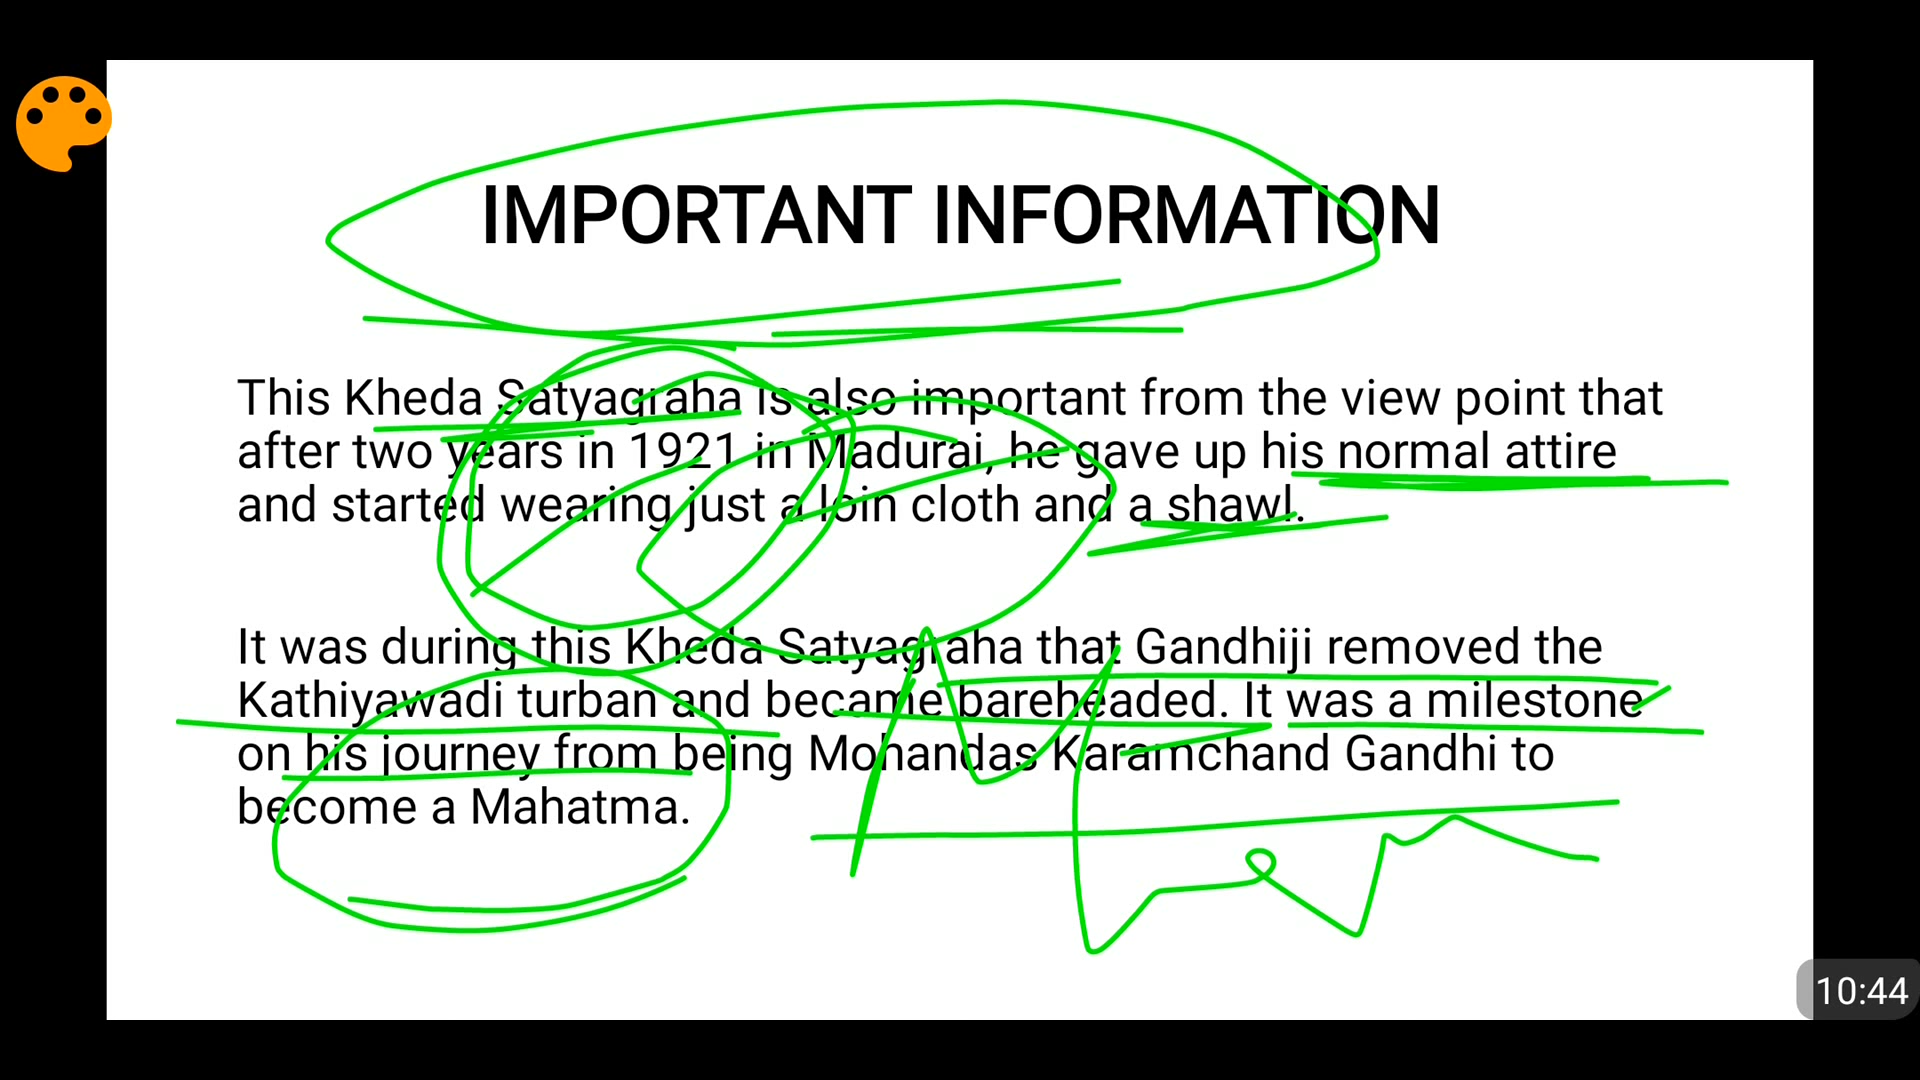 IMPORTANT INFORMATION
This Kheda Satyagraha is also important from the view point that
after two years in 1921 in Madurai, he gave up his normal attire
and started wearing just a loin cloth and a shawl.
It was during this Kheda Satyagraha that Gandhiji removed the
Kathiyawadi turban and became bareheaded. It was a milestone
on his journey from being Mohandas Karamchand Gandhi to
become a Mahatma.
10:44